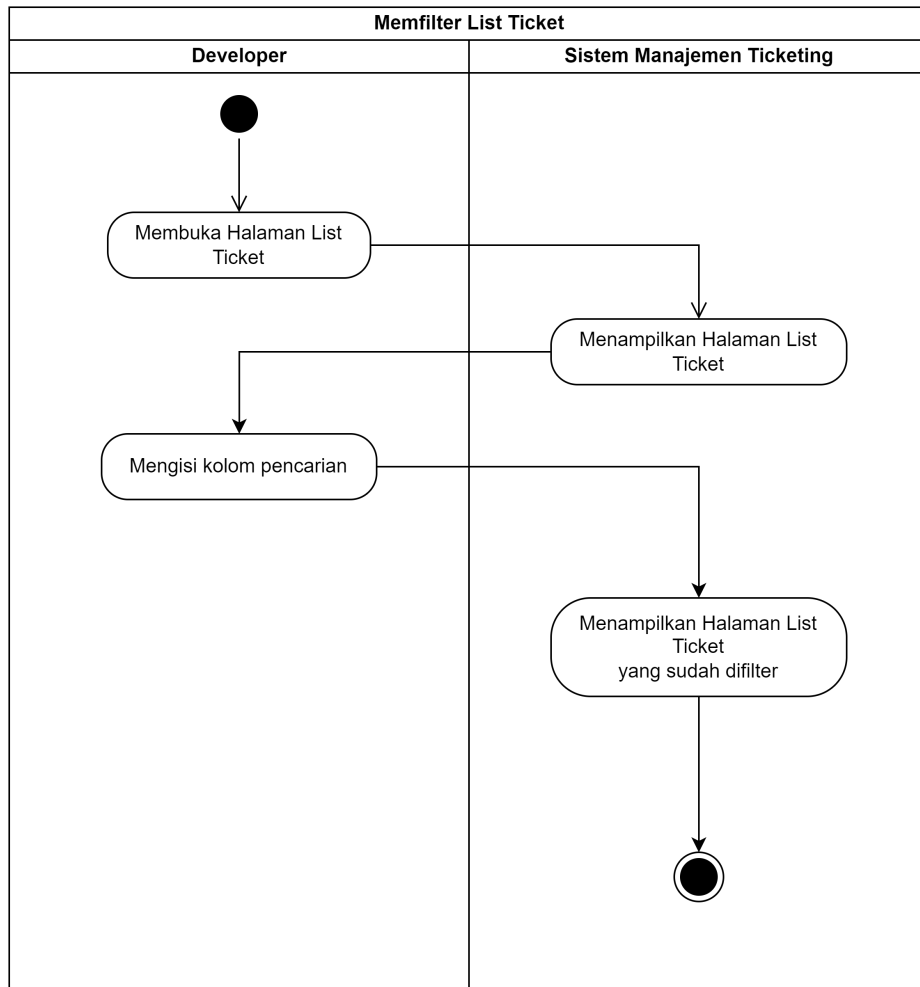 Memfilter List Ticket
Developer
Sistem Manajemen Ticketing
Membuka Halaman List
Ticket
Menampilkan Halaman List
Ticket
Mengisi kolom pencarian
Menampilkan Halaman List
Ticket
yang sudah difilter